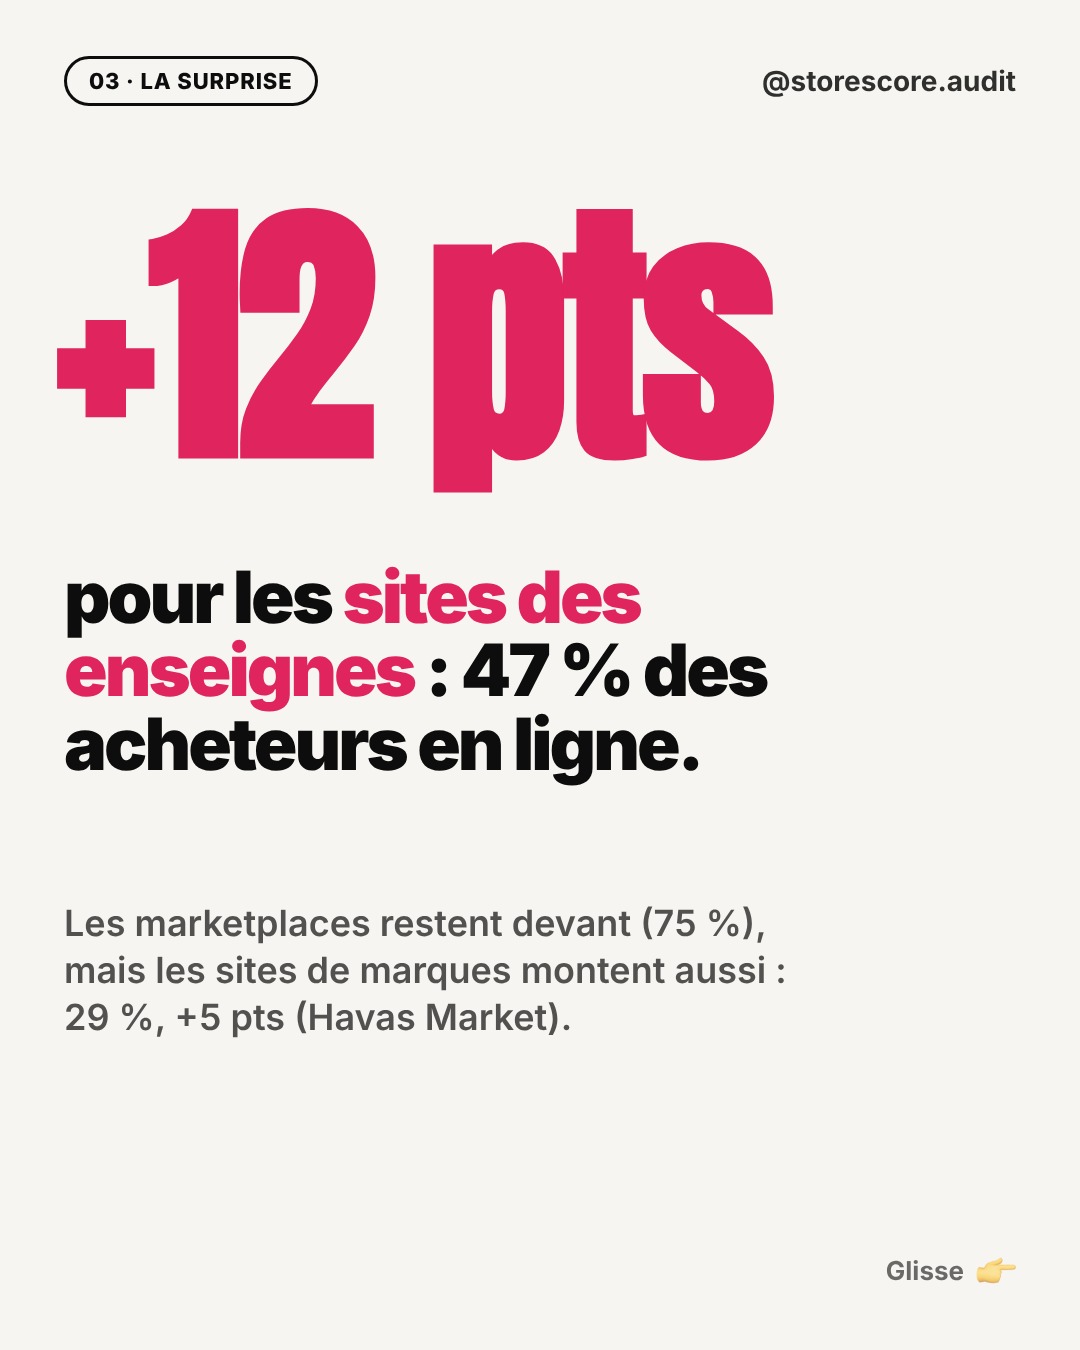 03 · LA SURPRISE
@storescore.audit
+12 pts
pour les sites des
enseignes : 47 % des
acheteurs en ligne.
Les marketplaces restent devant (75 %),
mais les sites de marques montent aussi :
29 %, +5 pts (Havas Market).
Glisse 👉